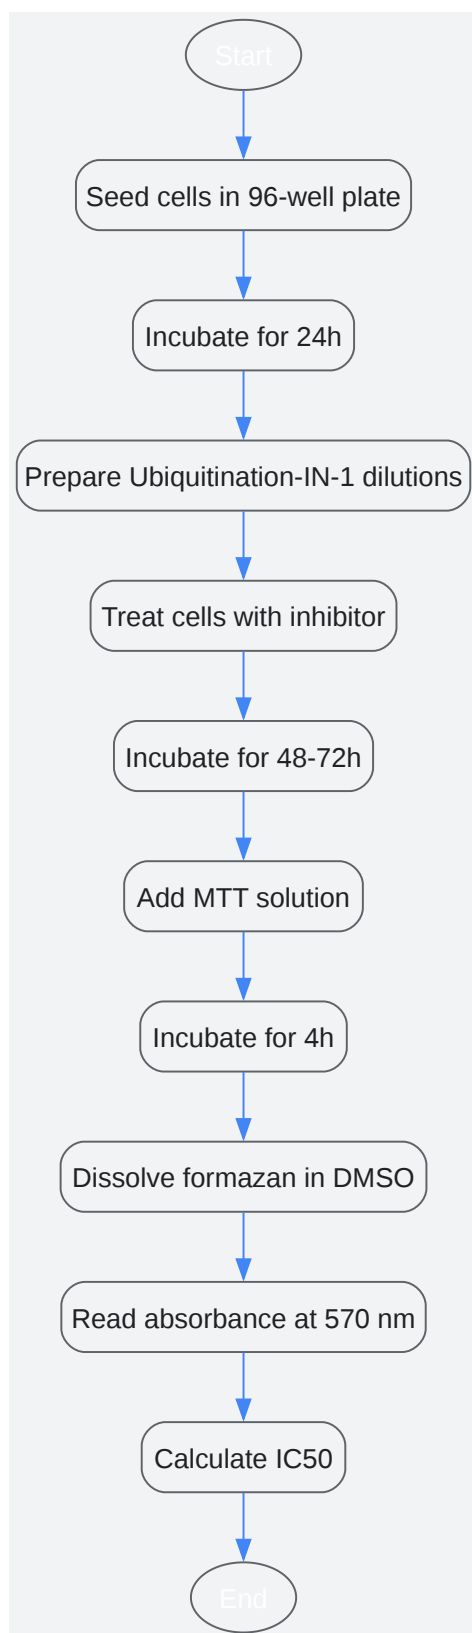 Start
Seed cells in 96-well plate
Incubate for 24h
Prepare Ubiquitination-IN-1 dilutions
Treat cells with inhibitor
Incubate for 48-72h
Add MTT solution
Incubate for 4h
Dissolve formazan in DMSO
Read absorbance at 570 nm
Calculate IC50
End